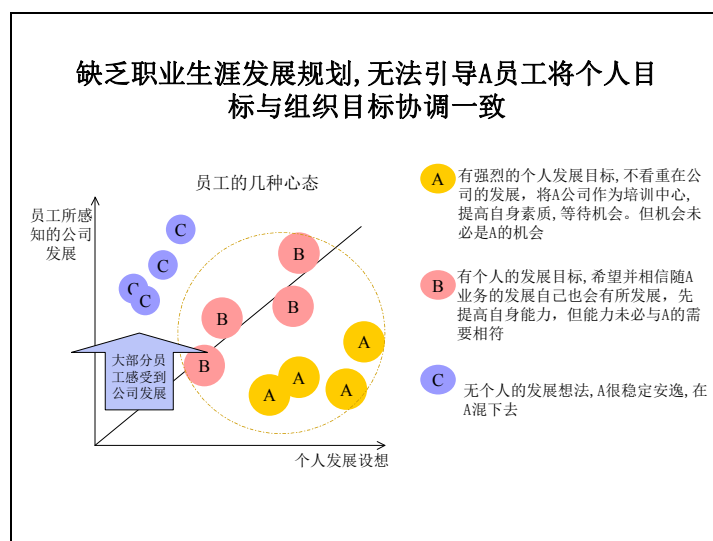 缺乏职业生涯发展规划,无法引导A员工将个人目
标与组织目标协调一致
员工的几种心态
员工所感
知的公司
发展
C
C
C
C
B
B
B
B
A
A
A
A
大部分员
工感受到
公司发展
个人发展设想
A
有强烈的个人发展目标,不看重在公
司的发展，将A公司作为培训中心,
提高自身素质,等待机会。但机会未
必是A的机会
B
有个人的发展目标,希望并相信随A
业务的发展自己也会有所发展，先
提高自身能力，但能力未必与A的需
要相符
C
无个人的发展想法,A很稳定安逸,在
A混下去